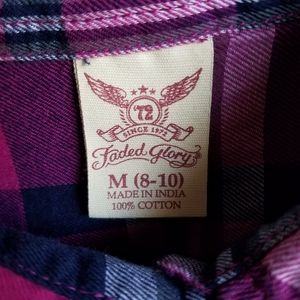 '72
SINCE 1972
Faded Glory
M (8-10)
MADE IN INDIA
100% COTTON